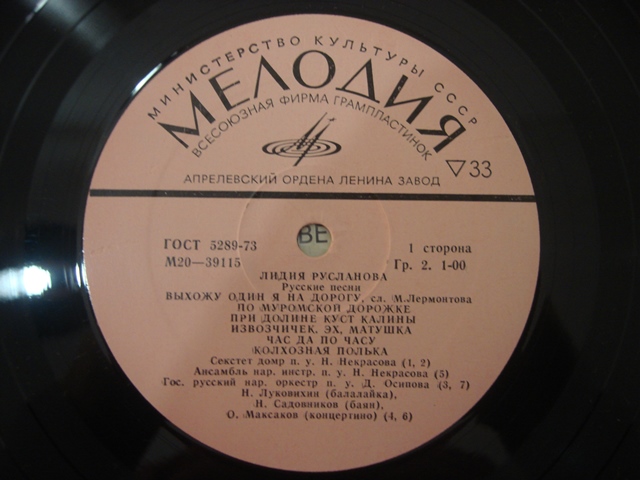 МИНИСТЕРСТВО КУЛЬТУРЫ СССР
МЕЛОДИЯ
ВСЕСОЮЗНАЯ ФИРМА ГРАМПЛАСТИНОК
▽33
АПРЕЛЕВСКИЙ ОРДЕНА ЛЕНИНА ЗАВОД
ВЕ
ГОСТ 5289-73
1 сторона
М20—39115
Гр. 2. 1-00
ЛИДИЯ РУСЛАНОВА
Русские песни
ВЫХОЖУ ОДИН Я НА ДОРОГУ, сл. М.Лермонтова
ПО МУРОМСКОЙ ДОРОЖКЕ
ПРИ ДОЛИНЕ КУСТ КАЛИНЫ
ИЗВОЗЧИЧЕК. ЭХ, МАТУШКА
ЧАС ДА ПО ЧАСУ
КОЛХОЗНАЯ ПОЛЬКА
Секстет домр п. у. Н. Некрасова (1, 2)
Ансамбль нар. инстр. п. у. Н. Некрасова (5)
Гос. русский нар. оркестр п. у. Д. Осипова (3, 7)
Н. Луковихин (балалайка),
Н. Садовников (баян),
О. Максаков (концертино) (4, 6)